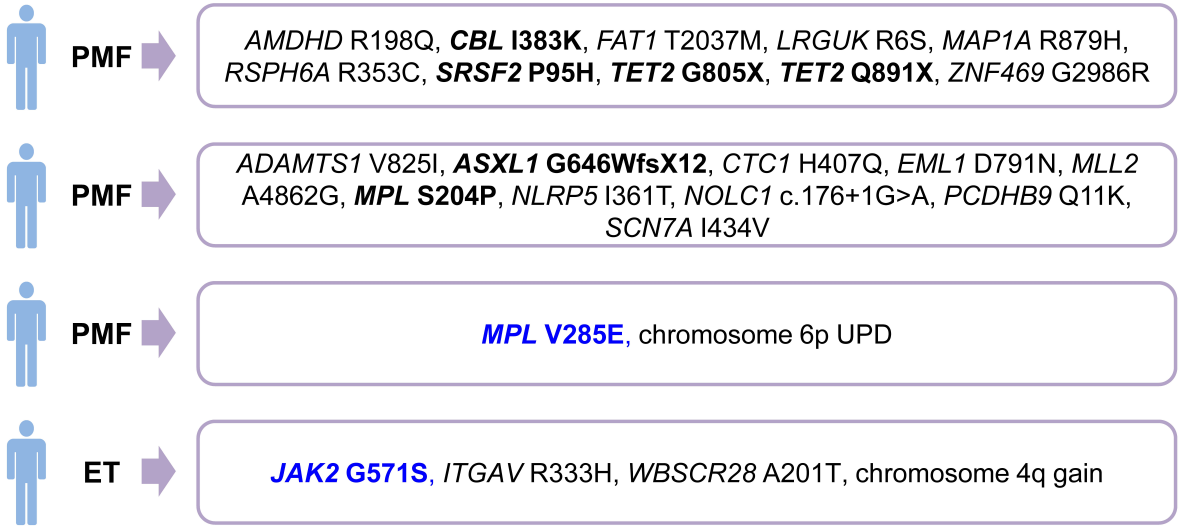 PMF
AMDHD R198Q, CBL I383K, FAT1 T2037M, LRGUK R6S, MAP1A R879H,
RSPH6A R353C, SRSF2 P95H, TET2 G805X, TET2 Q891X, ZNF469 G2986R
PMF
ADAMTS1 V825I, ASXL1 G646WfsX12, CTC1 H407Q, EML1 D791N, MLL2
A4862G, MPL S204P, NLRP5 I361T, NOLC1 c.176+1G>A, PCDHB9 Q11K,
SCN7A I434V
PMF
MPL V285E, chromosome 6p UPD
ET
JAK2 G571S, ITGAV R333H, WBSCR28 A201T, chromosome 4q gain